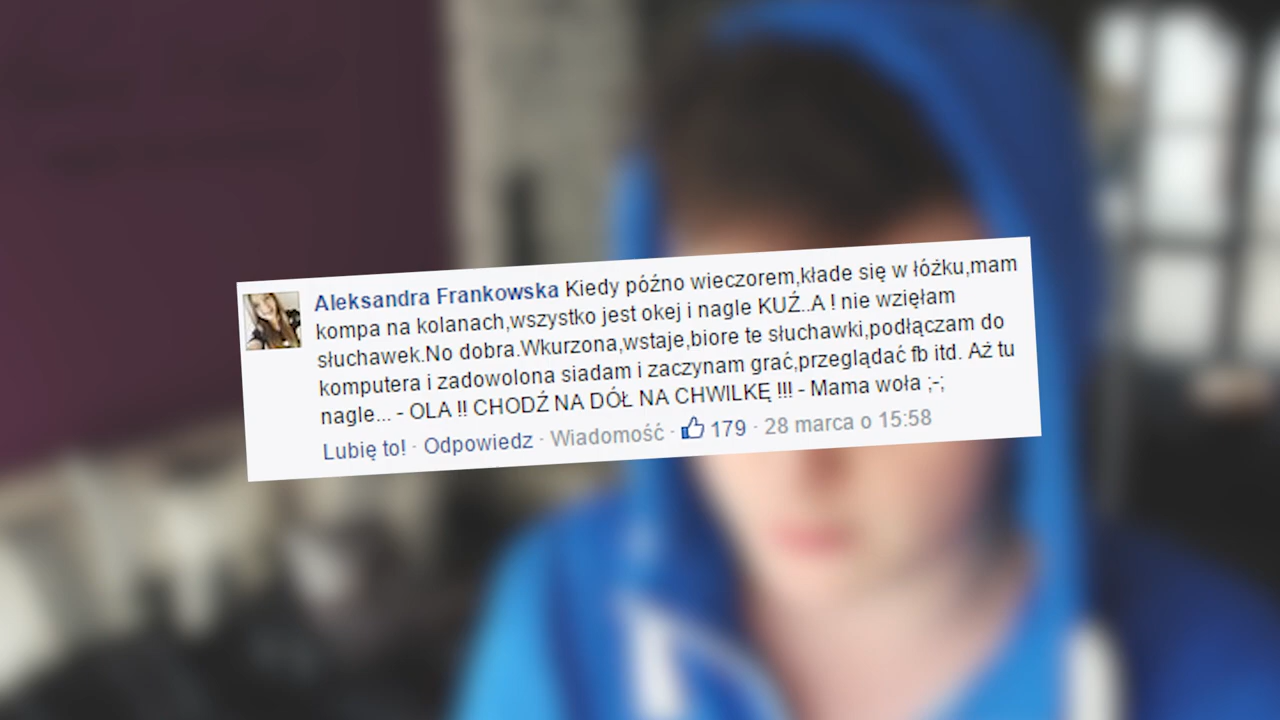 Aleksandra Frankowska Kiedy późno wieczorem,kłade się w łóżku,mam
kompa na kolanach,wszystko jest okej i nagle KUŹ..A ! nie wzięłam
słuchawek.No dobra.Wkurzona,wstaje,biore te słuchawki,podłączam do
komputera i zadowolona siadam i zaczynam grać,przeglądać fb itd. Aż tu
nagle... - OLA !! CHODŹ NA DÓŁ NA CHWILKĘ !!! - Mama woła ;-;
Lubię to! · Odpowiedz · Wiadomość · 179 · 28 marca o 15:58